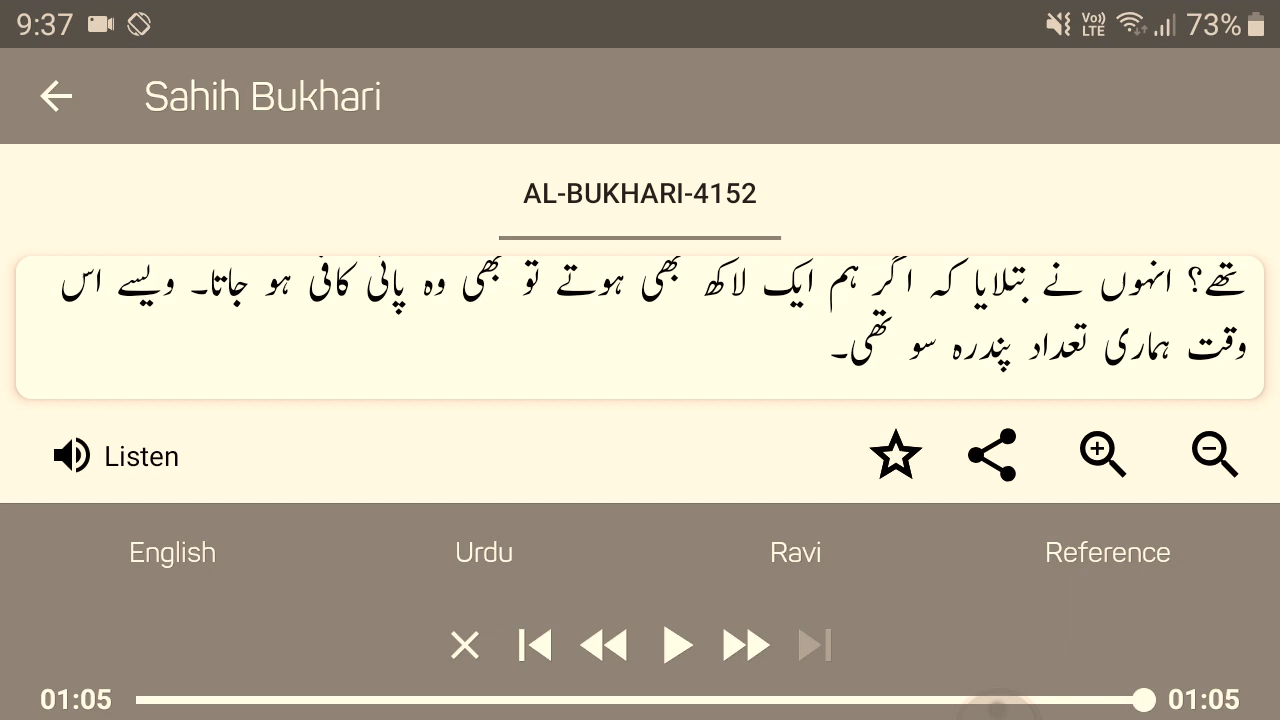 9:37
Vo)) LTE
73%
Sahih Bukhari
AL-BUKHARI-4152
تھے؟ انہوں نے بتلایا کہ اگر ہم ایک لاکھ بھی ہوتے تو بھی وہ پانی کافی ہو جاتا۔ ویسے اس
وقت ہماری تعداد پندرہ سو تھی۔
Listen
English Urdu Ravi Reference
01:05 01:05